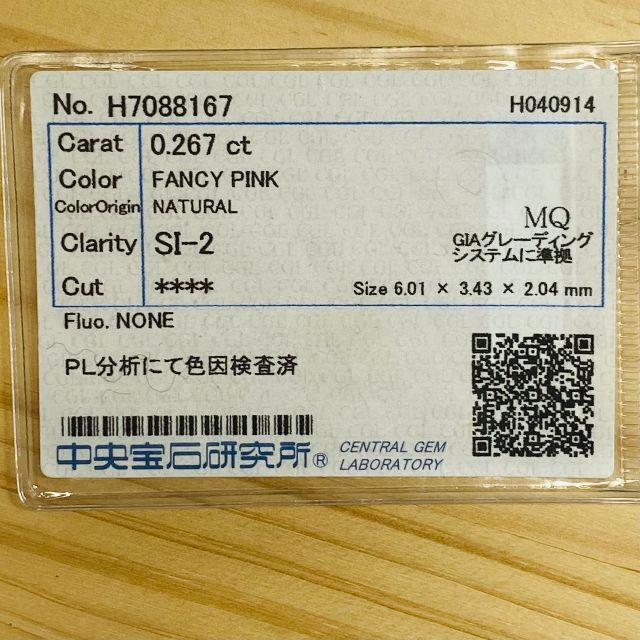 No. H7088167 H040914
Carat 0.267 ct
Color FANCY PINK
ColorOrigin NATURAL
Clarity SI-2
MQ
GIAグレーディング
システムに準拠
Cut **** Size 6.01 × 3.43 × 2.04 mm
Fluo. NONE
PL分析にて色因検査済
中央宝石研究所® CENTRAL GEM
LABORATORY